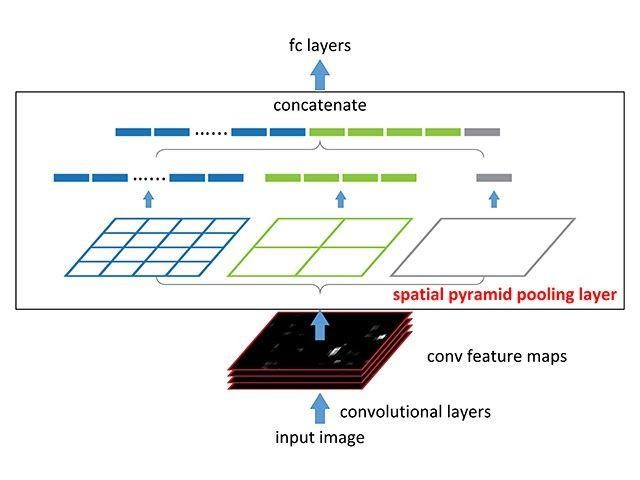 fc layers
concatenate
......
......
spatial pyramid pooling layer
conv feature maps
convolutional layers
input image